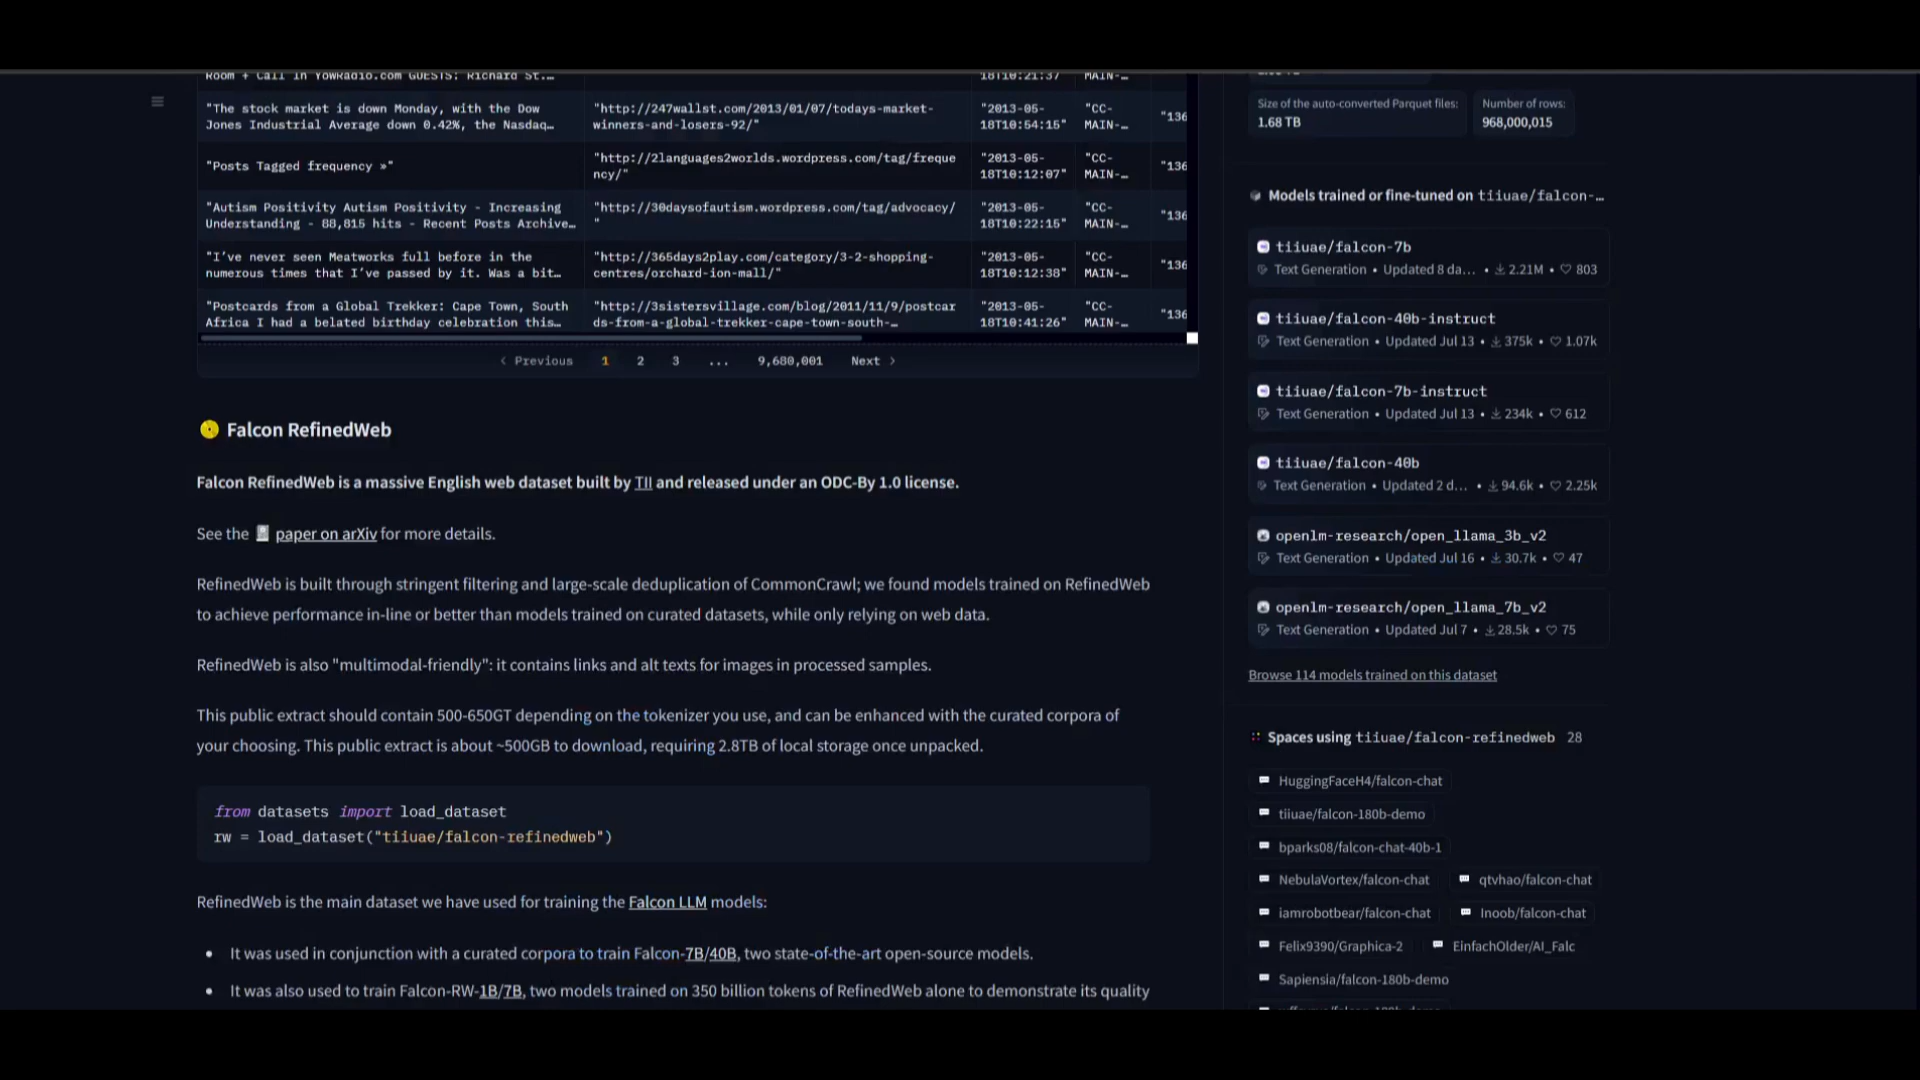 Room + Call in YowRadio.com GUESTS: Richard St.…
18T10:21:37
MAIN-…
"The stock market is down Monday, with the Dow
Jones Industrial Average down 0.42%, the Nasdaq…
"http://247wallst.com/2013/01/07/todays-market-
winners-and-losers-92/"
"2013-05-
18T10:54:15"
"CC-
MAIN-…
"136
"Posts Tagged frequency »"
"http://2languages2worlds.wordpress.com/tag/freque
ncy/"
"2013-05-
18T10:12:07"
"CC-
MAIN-…
"136
"Autism Positivity Autism Positivity - Increasing
Understanding - 88,815 hits - Recent Posts Archive…
"http://30daysofautism.wordpress.com/tag/advocacy/
"
"2013-05-
18T10:22:15"
"CC-
MAIN-…
"136
"I've never seen Meatworks full before in the
numerous times that I've passed by it. Was a bit…
"http://365days2play.com/category/3-2-shopping-
centres/orchard-ion-mall/"
"2013-05-
18T10:12:38"
"CC-
MAIN-…
"136
"Postcards from a Global Trekker: Cape Town, South
Africa I had a belated birthday celebration this…
"http://3sistersvillage.com/blog/2011/11/9/postcar
ds-from-a-global-trekker-cape-town-south-…
"2013-05-
18T10:41:26"
"CC-
MAIN-…
"136
< Previous 1 2 3 ... 9,680,001 Next >
Falcon RefinedWeb
Falcon RefinedWeb is a massive English web dataset built by TII and released under an ODC-By 1.0 license.
See the paper on arXiv for more details.
RefinedWeb is built through stringent filtering and large-scale deduplication of CommonCrawl; we found models trained on RefinedWeb
to achieve performance in-line or better than models trained on curated datasets, while only relying on web data.
RefinedWeb is also "multimodal-friendly": it contains links and alt texts for images in processed samples.
This public extract should contain 500-650GT depending on the tokenizer you use, and can be enhanced with the curated corpora of
your choosing. This public extract is about ~500GB to download, requiring 2.8TB of local storage once unpacked.
from datasets import load_dataset
rw = load_dataset("tiiuae/falcon-refinedweb")
RefinedWeb is the main dataset we have used for training the Falcon LLM models:
• It was used in conjunction with a curated corpora to train Falcon-7B/40B, two state-of-the-art open-source models.
• It was also used to train Falcon-RW-1B/7B, two models trained on 350 billion tokens of RefinedWeb alone to demonstrate its quality
Size of the auto-converted Parquet files:
1.68 TB
Number of rows:
968,000,015
Models trained or fine-tuned on tiiuae/falcon-…
tiiuae/falcon-7b
Text Generation • Updated 8 da… • 2.21M • 803
tiiuae/falcon-40b-instruct
Text Generation • Updated Jul 13 • 375k • 1.07k
tiiuae/falcon-7b-instruct
Text Generation • Updated Jul 13 • 234k • 612
tiiuae/falcon-40b
Text Generation • Updated 2 d… • 94.6k • 2.25k
openlm-research/open_llama_3b_v2
Text Generation • Updated Jul 16 • 30.7k • 47
openlm-research/open_llama_7b_v2
Text Generation • Updated Jul 7 • 28.5k • 75
Browse 114 models trained on this dataset
Spaces using tiiuae/falcon-refinedweb 28
HuggingFaceH4/falcon-chat
tiiuae/falcon-180b-demo
bparks08/falcon-chat-40b-1
NebulaVortex/falcon-chat qtvhao/falcon-chat
iamrobotbear/falcon-chat lnoob/falcon-chat
Felix9390/Graphica-2 EinfachOlder/AI_Falc
Sapiensia/falcon-180b-demo